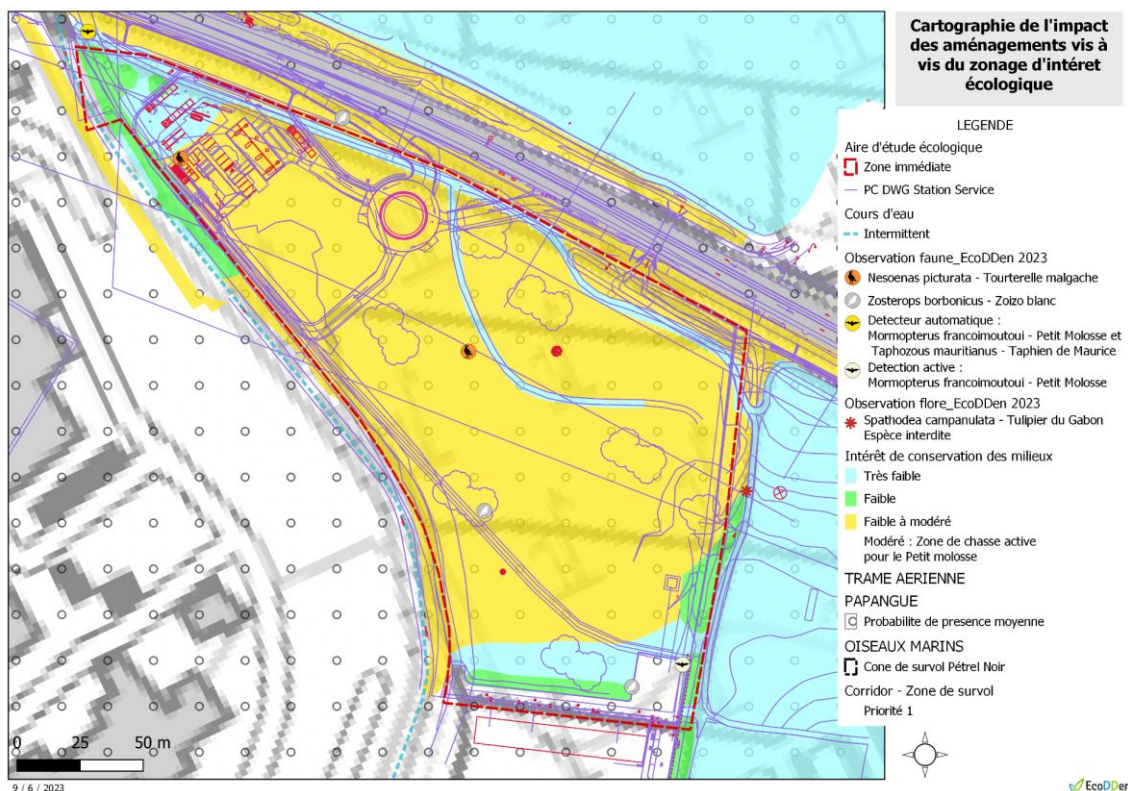 Cartographie de l'impact
des aménagements vis à
vis du zonage d'intéret
écologique
LEGENDE
Aire d'étude écologique
Zone immédiate
PC DWG Station Service
Cours d'eau
Intermittent
Observation faune_EcoDDen 2023
Nesoenas picturata - Tourterelle malgache
Zosterops borbonicus - Zoizo blanc
Detecteur automatique :
Mormopterus francoimoutoui - Petit Molosse et
Taphozous mauritianus - Taphien de Maurice
Detection active :
Mormopterus francoimoutoui - Petit Molosse
Observation flore_EcoDDen 2023
Spathodea campanulata - Tulipier du Gabon
Espèce interdite
Intérêt de conservation des milieux
Très faible
Faible
Faible à modéré
Modéré : Zone de chasse active
pour le Petit molosse
TRAME AERIENNE
PAPANGUE
Probabilite de presence moyenne
OISEAUX MARINS
Cone de survol Pétrel Noir
Corridor - Zone de survol
Priorité 1
0 25 50 m
9 / 6 / 2023
EcoDDen